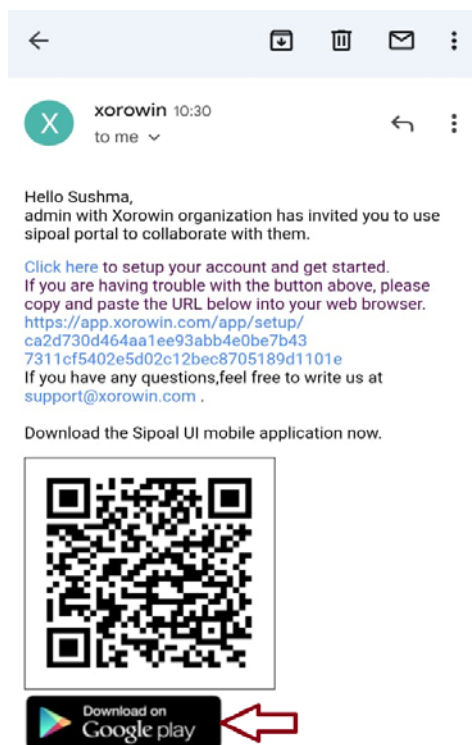 X
xorowin 10:30
to me
Hello Sushma,
admin with Xorowin organization has invited you to use
sipoal portal to collaborate with them.
Click here to setup your account and get started.
If you are having trouble with the button above, please
copy and paste the URL below into your web browser.
https://app.xorowin.com/app/setup/
ca2d730d464aa1ee93abb4e0be7b43
7311cf5402e5d02c12bec8705189d1101e
If you have any questions,feel free to write us at
support@xorowin.com .
Download the Sipoal UI mobile application now.
Download on
Google play